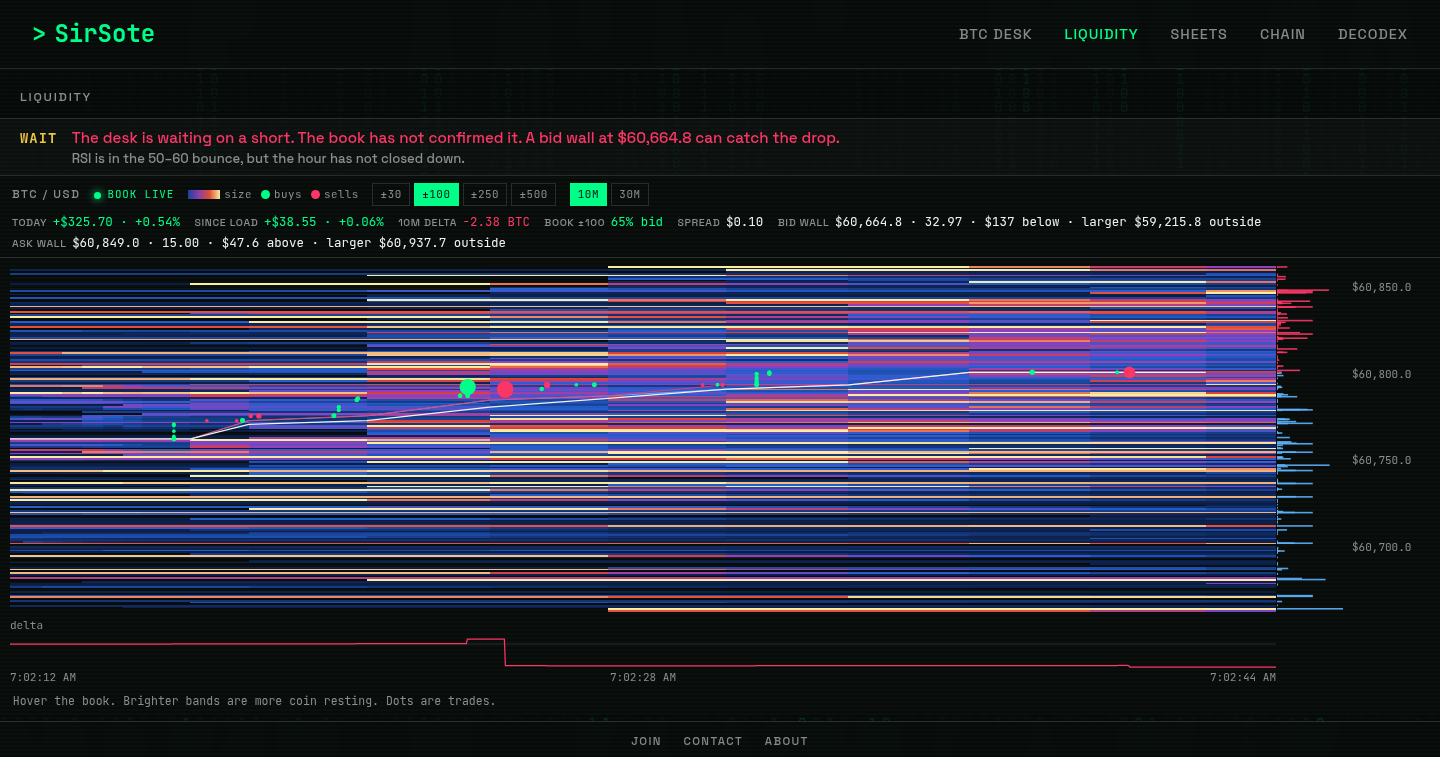 > SirSote
BTC DESK LIQUIDITY SHEETS CHAIN DECODEX
LIQUIDITY
WAIT The desk is waiting on a short. The book has not confirmed it. A bid wall at $60,664.8 can catch the drop.
RSI is in the 50–60 bounce, but the hour has not closed down.
BTC / USD BOOK LIVE size buys sells ±30 ±100 ±250 ±500 10M 30M
TODAY +$325.70 · +0.54% SINCE LOAD +$38.55 · +0.06% 10M DELTA -2.38 BTC BOOK ±100 65% bid SPREAD $0.10 BID WALL $60,664.8 · 32.97 · $137 below · larger $59,215.8 outside
ASK WALL $60,849.0 · 15.00 · $47.6 above · larger $60,937.7 outside
$60,850.0
$60,800.0
$60,750.0
$60,700.0
delta
7:02:12 AM 7:02:28 AM 7:02:44 AM
Hover the book. Brighter bands are more coin resting. Dots are trades.
JOIN CONTACT ABOUT